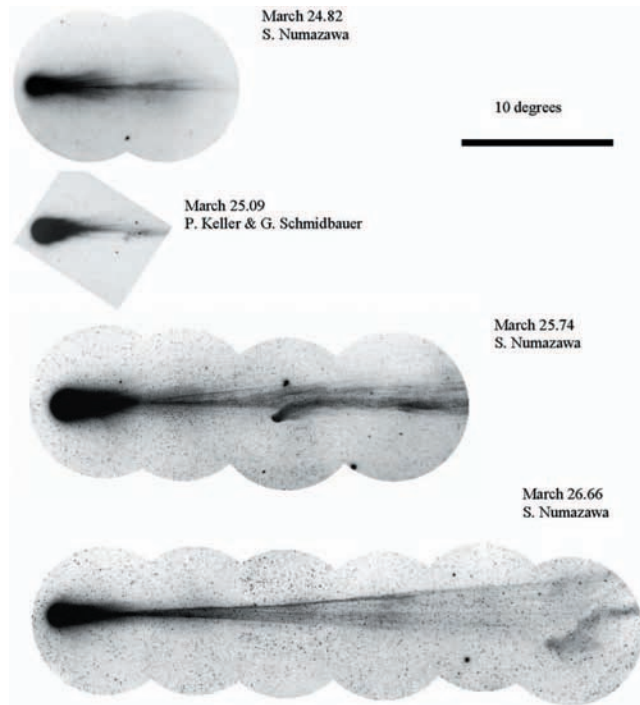 March 24.82
S. Numazawa
10 degrees
March 25.09
P. Keller & G. Schmidbauer
March 25.74
S. Numazawa
March 26.66
S. Numazawa